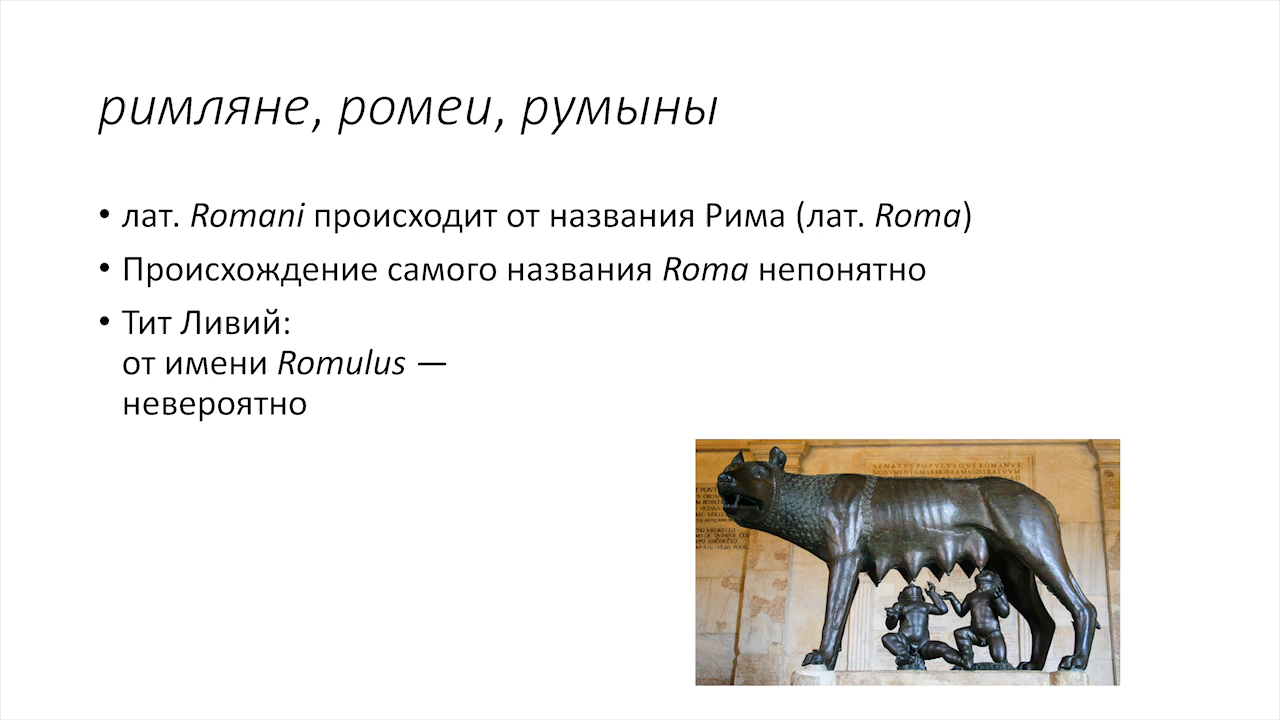 римляне, ромеи, румыны
• лат. Romani происходит от названия Рима (лат. Roma)
• Происхождение самого названия Roma непонятно
• Тит Ливий:
от имени Romulus —
невероятно
SENATVS POPVLVSQVE ROMANVS